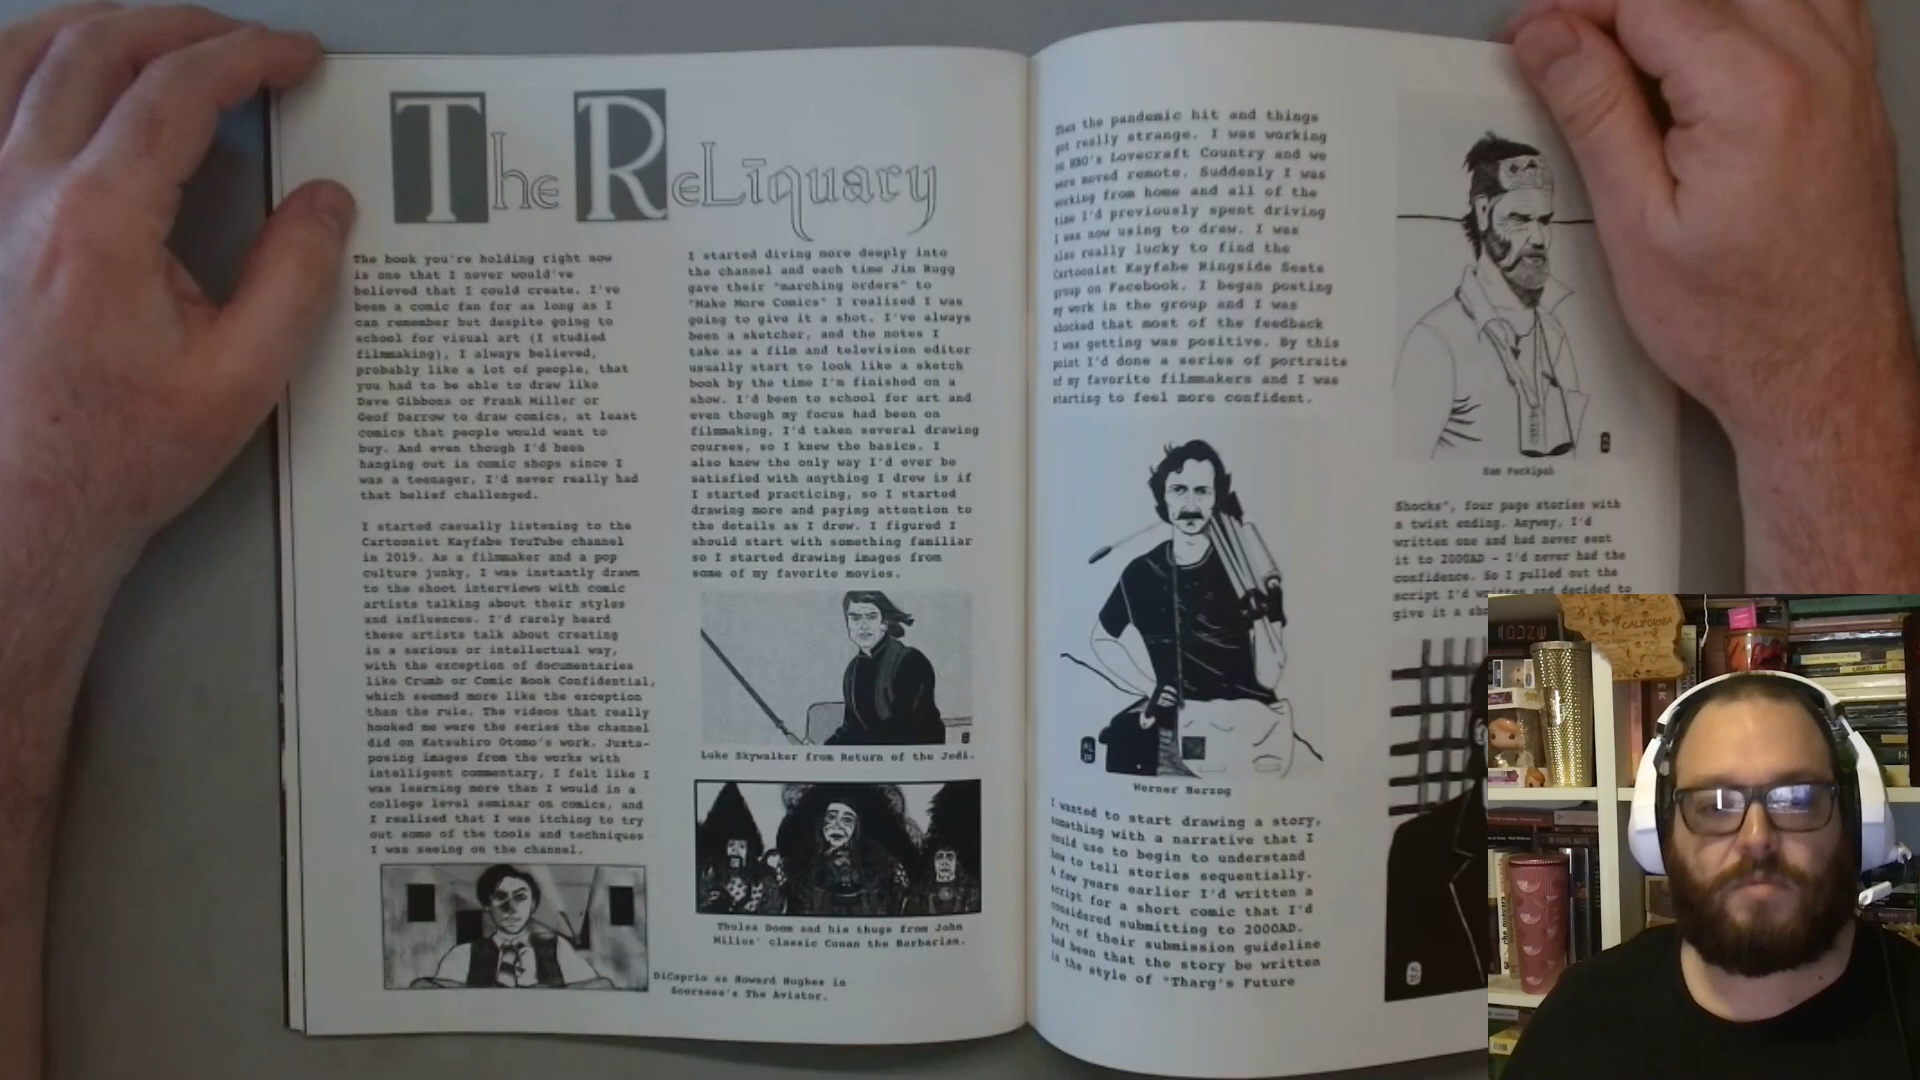 The Reliquary
The book you're holding right now
is one that I never would've
believed that I could create. I've
been a comic fan for as long as I
can remember but despite going to
school for visual art (I studied
filmmaking), I always believed,
probably like a lot of people, that
you had to be able to draw like
Dave Gibbons or Frank Miller or
Geof Darrow to draw comics, at least
comics that people would want to
buy. And even though I'd been
hanging out in comic shops since I
was a teenager, I'd never really had
that belief challenged.
I started casually listening to the
Cartoonist Kayfabe YouTube channel
in 2019. As a filmmaker and a pop
culture junky, I was instantly drawn
to the shoot interviews with comic
artists talking about their styles
and influences. I'd rarely heard
these artists talk about creating
in a serious or intellectual way,
with the exception of documentaries
like Crumb or Comic Book Confidential,
which seemed more like the exception
than the rule. The videos that really
hooked me were the series the channel
did on Katsuhiro Otomo's work. Juxta-
posing images from the works with
intelligent commentary, I felt like I
was learning more than I would in a
college level seminar on comics, and
I realized that I was itching to try
out some of the tools and techniques
I was seeing on the channel.
DiCaprio as Howard Hughes in
Scorsese's The Aviator.
I started diving more deeply into
the channel and each time Jim Rugg
gave their "marching orders" to
"Make More Comics" I realized I was
going to give it a shot. I've always
been a sketcher, and the notes I
take as a film and television editor
usually start to look like a sketch
book by the time I'm finished on a
show. I'd been to school for art and
even though my focus had been on
filmmaking, I'd taken several drawing
courses, so I knew the basics. I
also knew the only way I'd ever be
satisfied with anything I drew is if
I started practicing, so I started
drawing more and paying attention to
the details as I drew. I figured I
should start with something familiar
so I started drawing images from
some of my favorite movies.
Luke Skywalker from Return of the Jedi.
Thulsa Doom and his thugs from John
Milius' classic Conan the Barbarian.
Then the pandemic hit and things
got really strange. I was working
on HBO's Lovecraft Country and we
were moved remote. Suddenly I was
working from home and all of the
time I'd previously spent driving
I was now using to draw. I was
also really lucky to find the
Cartoonist Kayfabe Ringside Seats
group on Facebook. I began posting
my work in the group and I was
shocked that most of the feedback
I was getting was positive. By this
point I'd done a series of portraits
of my favorite filmmakers and I was
starting to feel more confident.
Werner Herzog
I wanted to start drawing a story,
something with a narrative that I
could use to begin to understand
how to tell stories sequentially.
A few years earlier I'd written a
script for a short comic that I'd
considered submitting to 2000AD.
Part of their submission guideline
had been that the story be written
in the style of "Tharg's Future
Sam Peckinpah
Shocks", four page stories with
a twist ending. Anyway, I'd
written one and had never sent
it to 2000AD - I'd never had the
confidence. So I pulled out the
script I'd written and decided to
give it a
CALIFORNIA